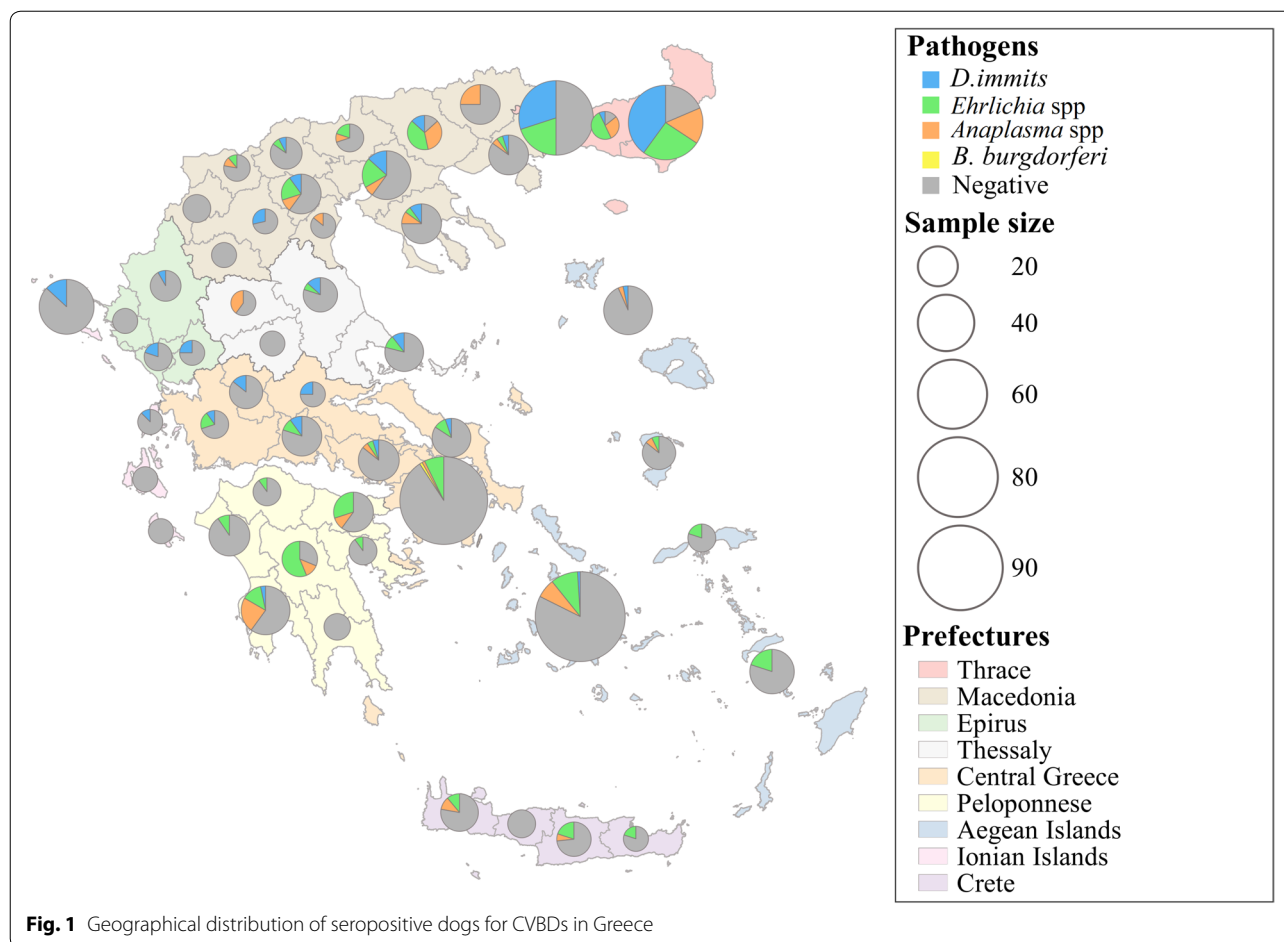 Pathogens
D.immits
Ehrlichia spp
Anaplasma spp
B. burgdorferi
Negative
Sample size
20
40
60
80
90
Prefectures
Thrace
Macedonia
Epirus
Thessaly
Central Greece
Peloponnese
Aegean Islands
Ionian Islands
Crete
Fig. 1 Geographical distribution of seropositive dogs for CVBDs in Greece